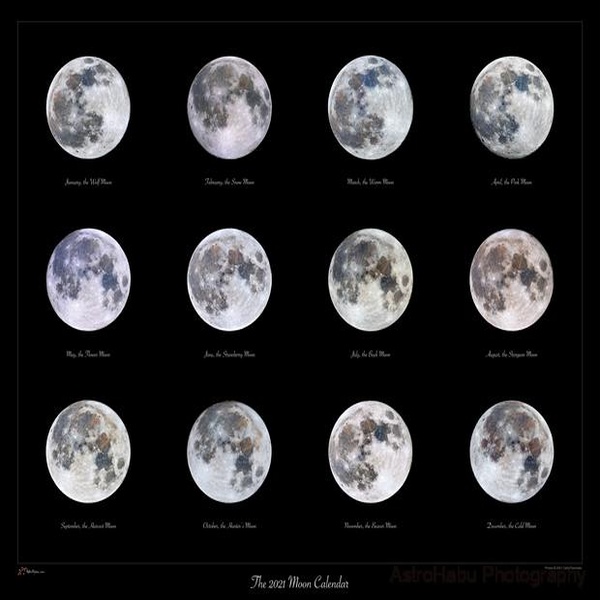 January, the Wolf Moon
February, the Snow Moon
March, the Worm Moon
April, the Pink Moon
May, the Flower Moon
June, the Strawberry Moon
July, the Buck Moon
August, the Sturgeon Moon
September, the Harvest Moon
October, the Hunter's Moon
November, the Beaver Moon
December, the Cold Moon
The 2021 Moon Calendar
AstroHabu Photography